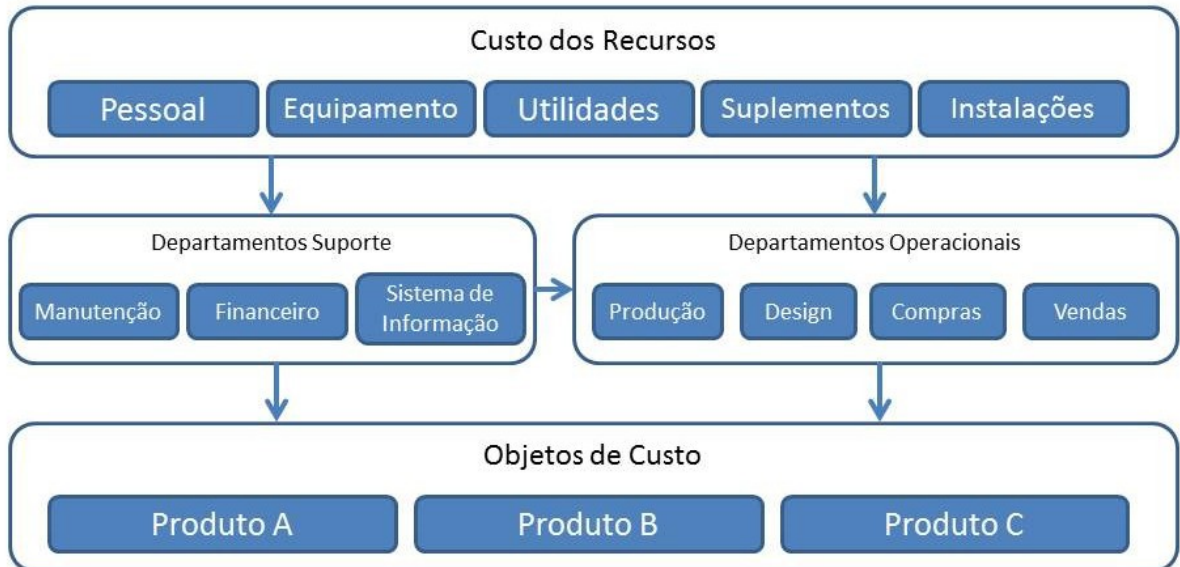 Custo dos Recursos
Pessoal
Equipamento
Utilidades
Suplementos
Instalações
Departamentos Suporte
Manutenção
Financeiro
Sistema de
Informação
Departamentos Operacionais
Produção
Design
Compras
Vendas
Objetos de Custo
Produto A
Produto B
Produto C